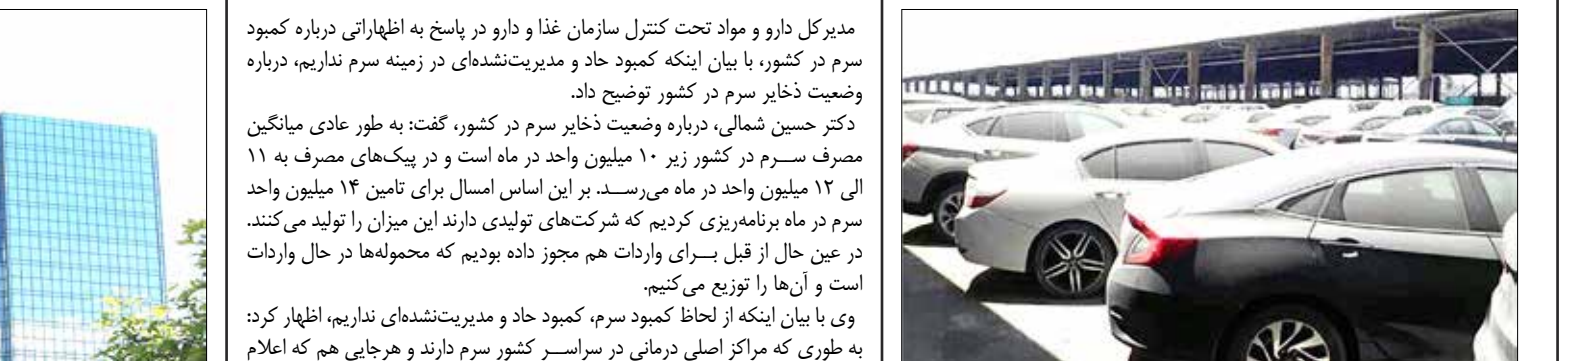 مدیرکل دارو و مواد تحت کنترل سازمان غذا و دارو در پاسخ به اظهاراتی درباره کمبود
سرم در کشور، با بیان اینکه کمبود حاد و مدیریت‌نشده‌ای در زمینه سرم نداریم، درباره
وضعیت ذخایر سرم در کشور توضیح داد.
دکتر حسین شمالی، درباره وضعیت ذخایر سرم در کشور، گفت: به طور عادی میانگین
مصرف ســرم در کشور زیر ۱۰ میلیون واحد در ماه است و در پیک‌های مصرف به ۱۱
الی ۱۲ میلیون واحد در ماه می‌رســد. بر این اساس امسال برای تامین ۱۴ میلیون واحد
سرم در ماه برنامه‌ریزی کردیم که شرکت‌های تولیدی دارند این میزان را تولید می‌کنند.
در عین حال از قبل بــرای واردات هم مجوز داده بودیم که محموله‌ها در حال واردات
است و آن‌ها را توزیع می‌کنیم.
وی با بیان اینکه از لحاظ کمبود سرم، کمبود حاد و مدیریت‌نشده‌ای نداریم، اظهار کرد:
به طوری که مراکز اصلی درمانی در سراســر کشور سرم دارند و هرجایی هم که اعلام